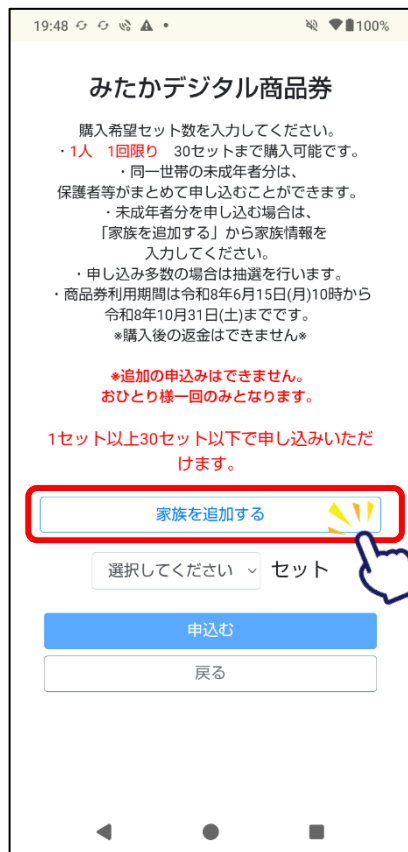 19:48
100%
みたかデジタル商品券
購入希望セット数を入力してください。
・1人　1回限り　30セットまで購入可能です。
・同一世帯の未成年者分は、
保護者等がまとめて申し込むことができます。
・未成年者分を申し込む場合は、
「家族を追加する」から家族情報を
入力してください。
・申し込み多数の場合は抽選を行います。
・商品券利用期間は令和8年6月15日(月)10時から
令和8年10月31日(土)までです。
※購入後の返金はできません※
※追加の申込みはできません。
おひとり様一回のみとなります。
1セット以上30セット以下で申し込みいただ
けます。
家族を追加する
選択してください セット
申込む
戻る